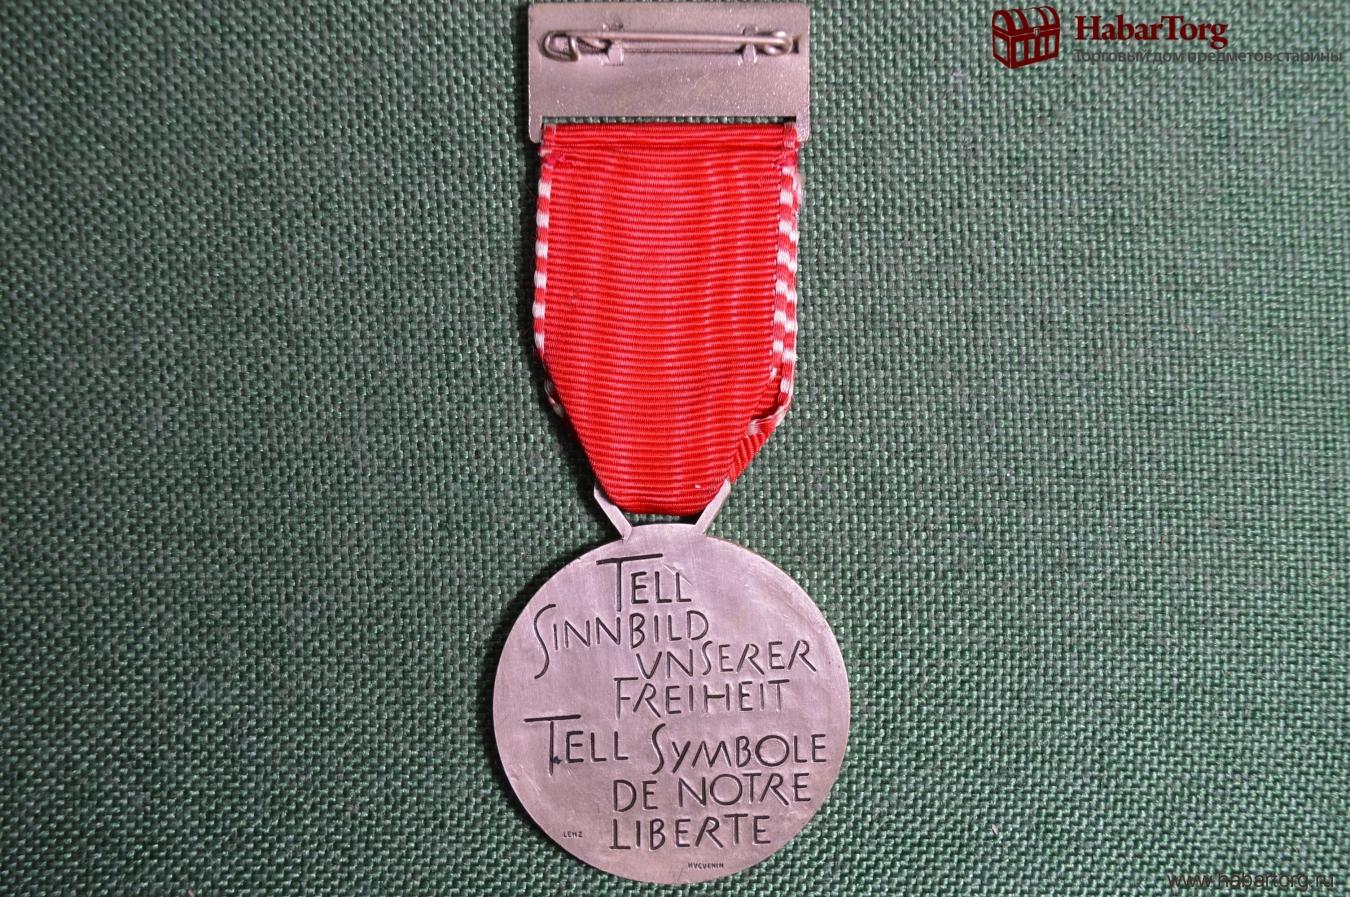 HabarTorg
Торговый дом предметов старины
TELL
SINNBILD
UNSERER
FREIHEIT
TELL SYMBOLE
DE NOTRE
LIBERTE
LENZ
HUGUENIN
www.habartorg.ru